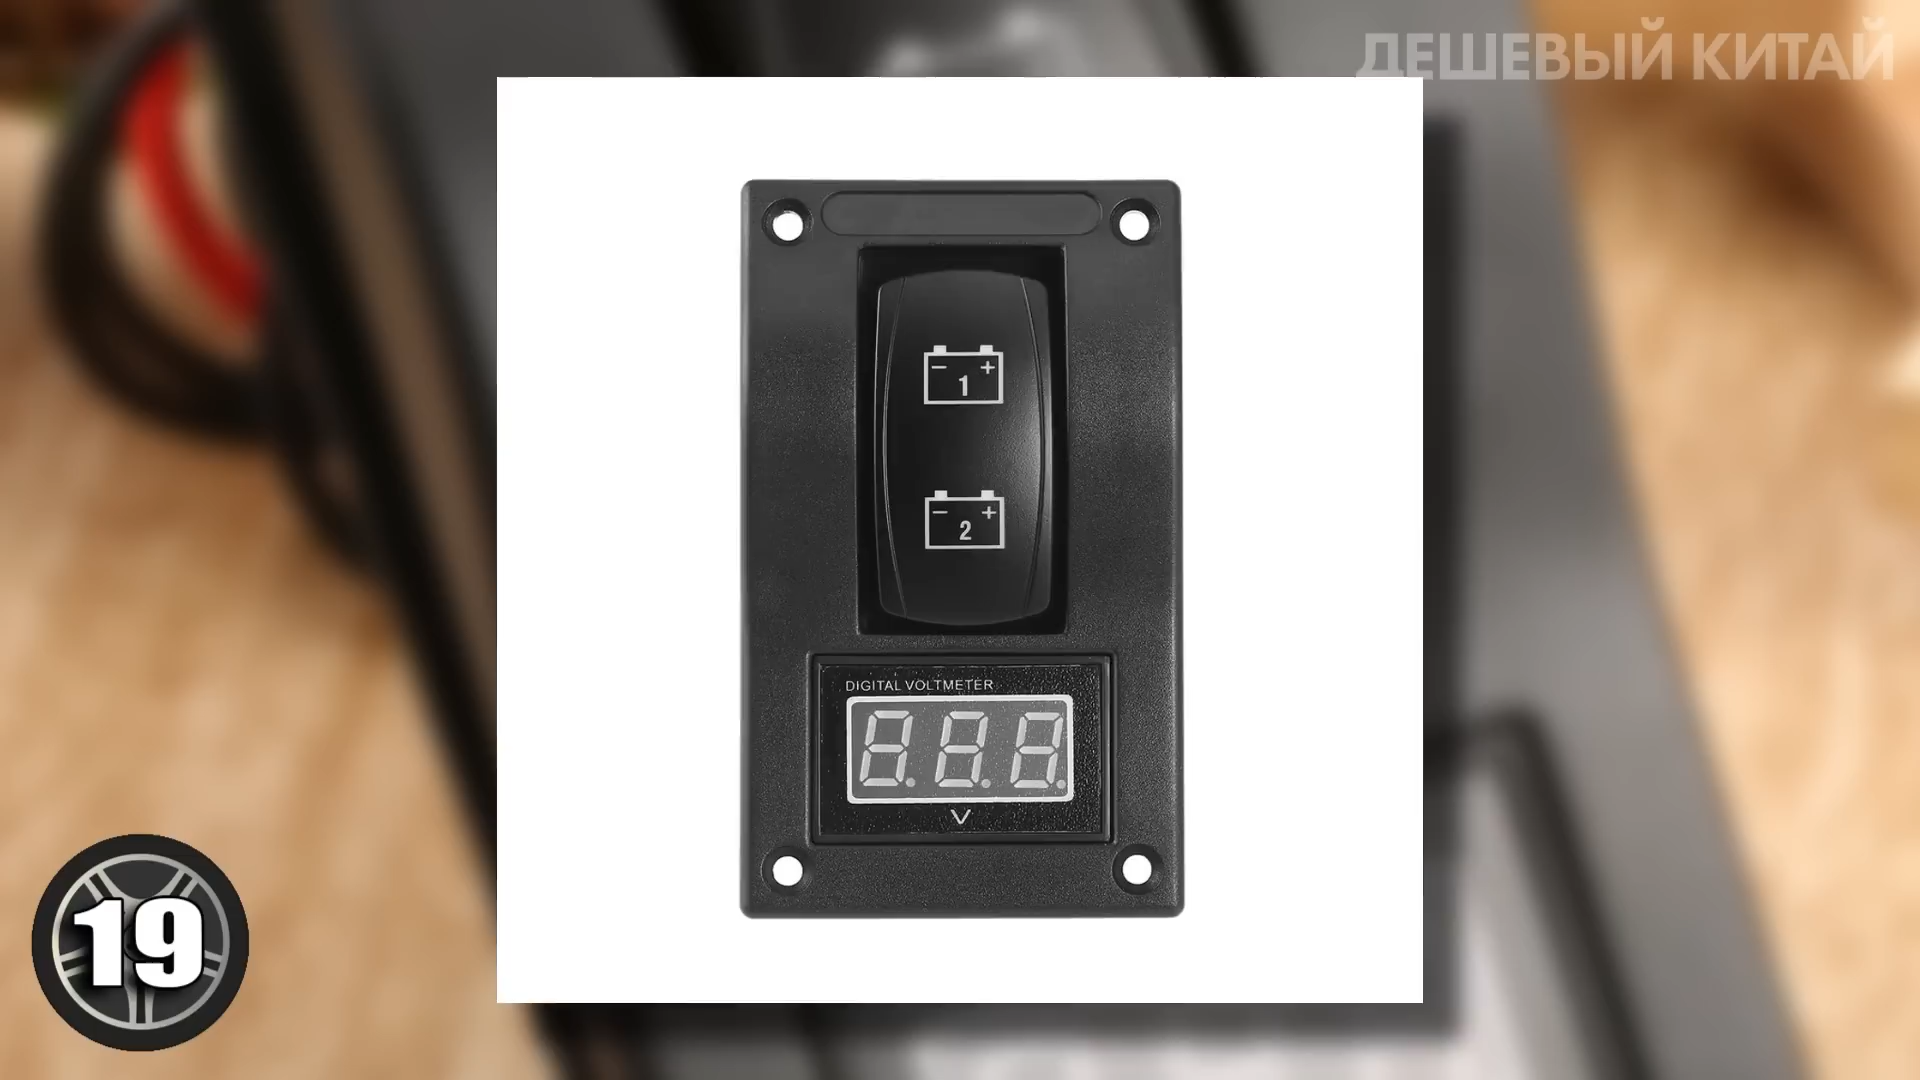 ДЕШЕВЫЙ КИТАЙ
- +
1
- +
2
DIGITAL VOLTMETER
8.8.8.
V
19